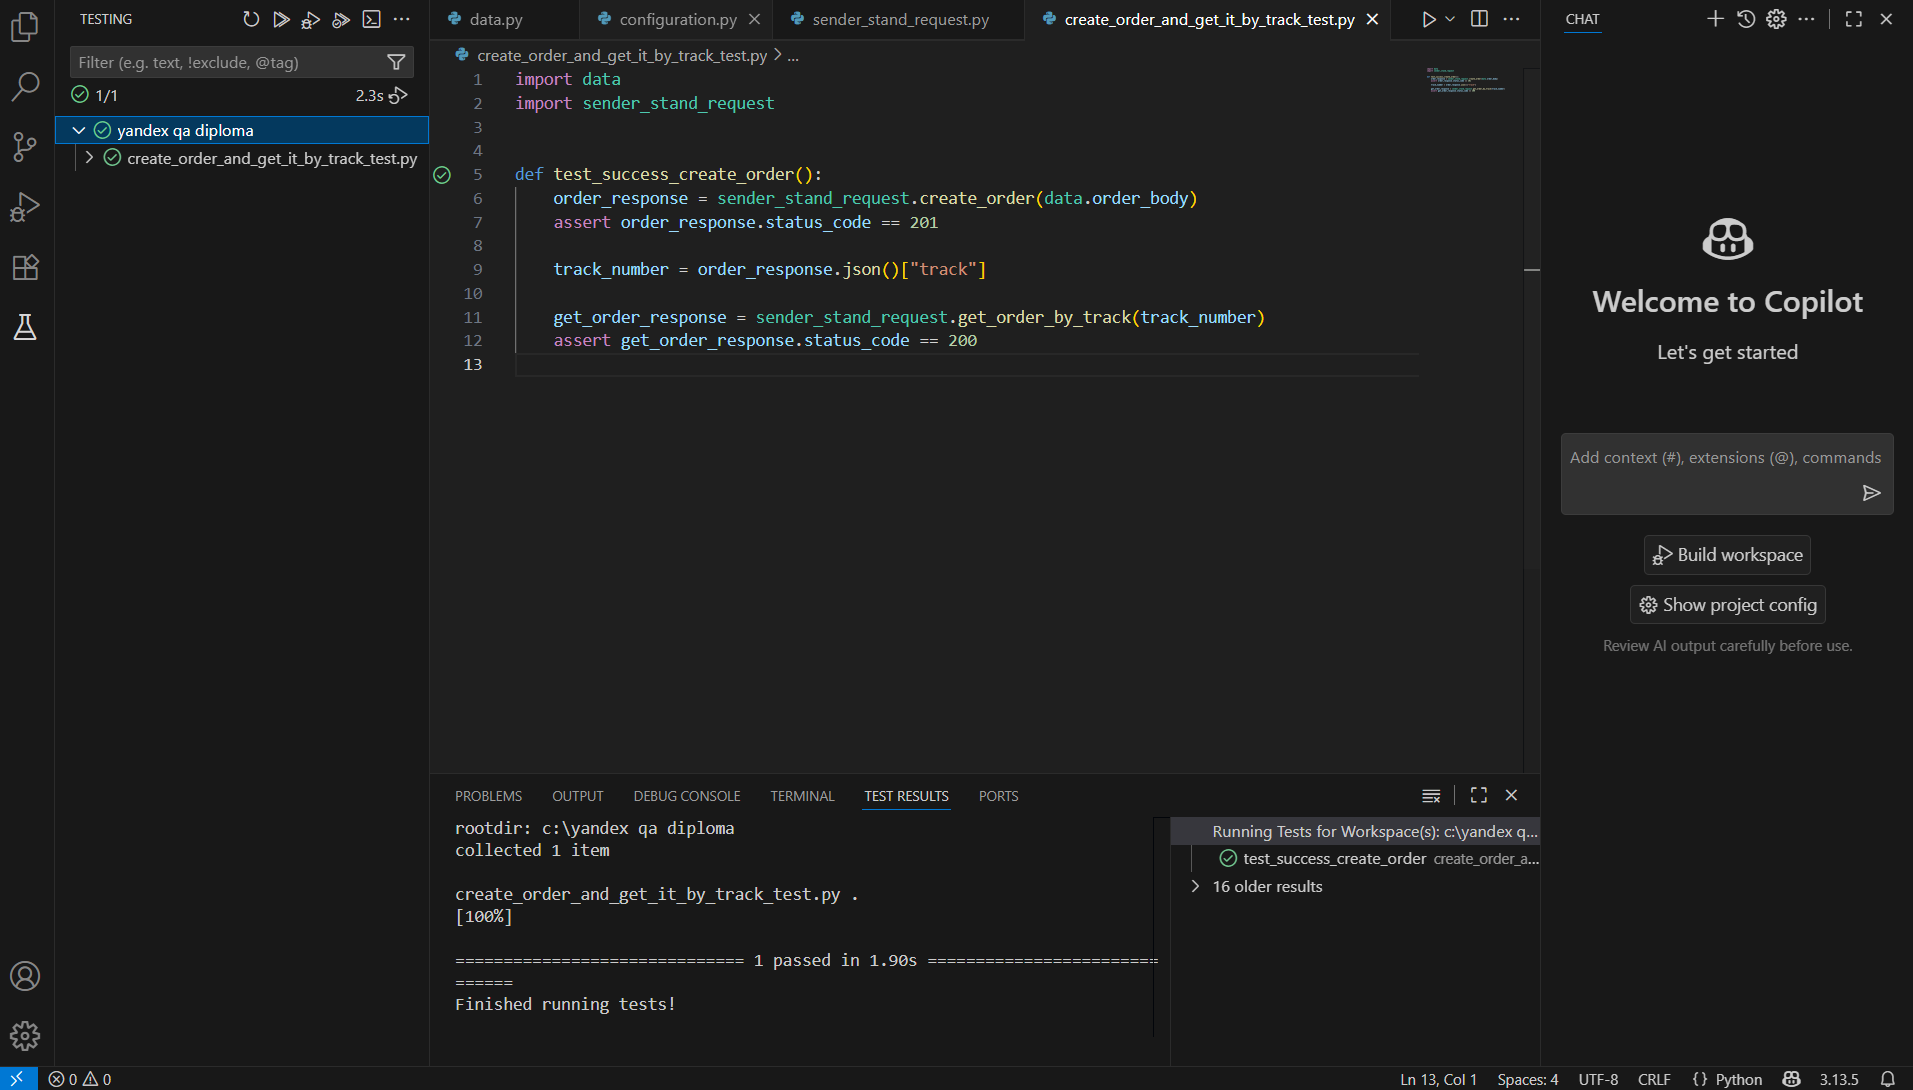 TESTING
Filter (e.g. text, !exclude, @tag)
1/1
2.3s
yandex qa diploma
create_order_and_get_it_by_track_test.py
data.py
configuration.py
sender_stand_request.py
create_order_and_get_it_by_track_test.py
create_order_and_get_it_by_track_test.py > ...
1 import data
2 import sender_stand_request
3
4
5 def test_success_create_order():
6 order_response = sender_stand_request.create_order(data.order_body)
7 assert order_response.status_code == 201
8
9 track_number = order_response.json()["track"]
10
11 get_order_response = sender_stand_request.get_order_by_track(track_number)
12 assert get_order_response.status_code == 200
13
PROBLEMS OUTPUT DEBUG CONSOLE TERMINAL TEST RESULTS PORTS
rootdir: c:\yandex qa diploma
collected 1 item
create_order_and_get_it_by_track_test.py .
[100%]
============================== 1 passed in 1.90s ========================
======
Finished running tests!
Running Tests for Workspace(s): c:\yandex q...
test_success_create_order create_order_a...
16 older results
CHAT
Welcome to Copilot
Let's get started
Add context (#), extensions (@), commands
Build workspace
Show project config
Review AI output carefully before use.
0 0
Ln 13, Col 1 Spaces: 4 UTF-8 CRLF {} Python 3.13.5